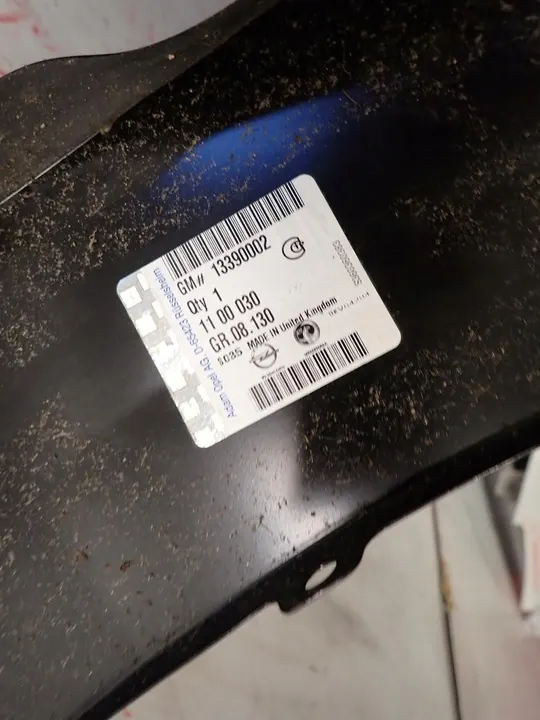 GM// 13390002
Qty 1
11 00 030
GR.08.130
MADE IN United Kingdom
Adam Opel AG, D-65423 Rüsselsheim